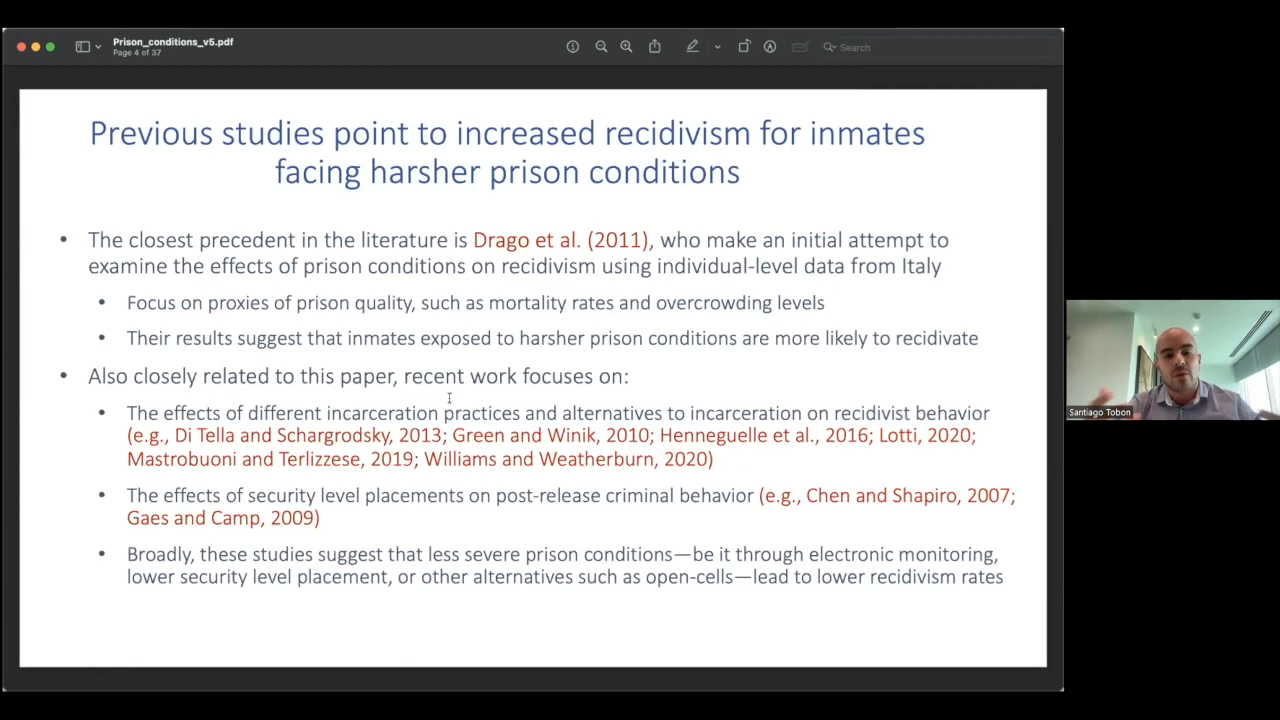 Prison_conditions_v5.pdf
Page 4 of 37
Search
Previous studies point to increased recidivism for inmates
facing harsher prison conditions
• The closest precedent in the literature is Drago et al. (2011), who make an initial attempt to
examine the effects of prison conditions on recidivism using individual-level data from Italy
• Focus on proxies of prison quality, such as mortality rates and overcrowding levels
• Their results suggest that inmates exposed to harsher prison conditions are more likely to recidivate
• Also closely related to this paper, recent work focuses on:
• The effects of different incarceration practices and alternatives to incarceration on recidivist behavior
(e.g., Di Tella and Schargrodsky, 2013; Green and Winik, 2010; Henneguelle et al., 2016; Lotti, 2020;
Mastrobuoni and Terlizzese, 2019; Williams and Weatherburn, 2020)
• The effects of security level placements on post-release criminal behavior (e.g., Chen and Shapiro, 2007;
Gaes and Camp, 2009)
• Broadly, these studies suggest that less severe prison conditions—be it through electronic monitoring,
lower security level placement, or other alternatives such as open-cells—lead to lower recidivism rates
Santiago Tobon